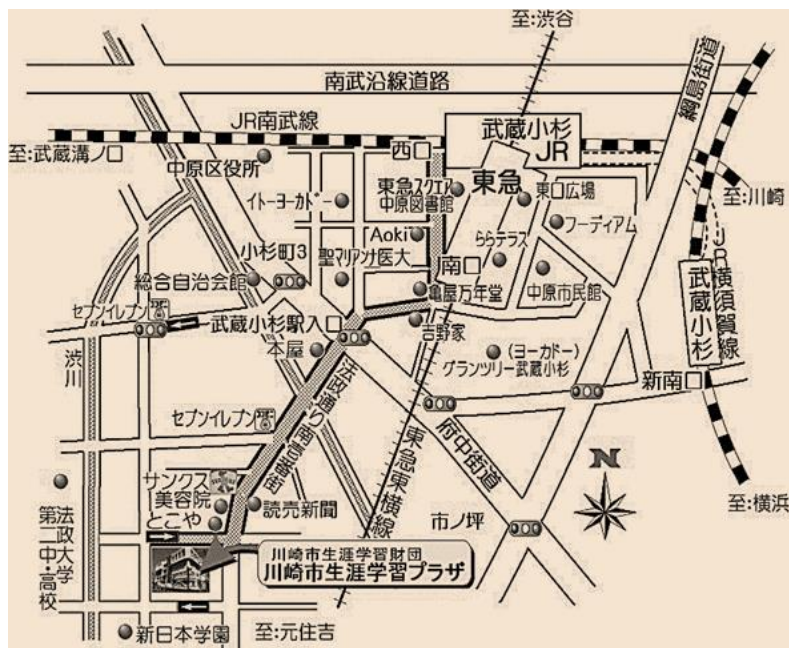 至:渋谷
南武沿線道路
綱島街道
JR南武線
武蔵小杉
JR
西口
至:武蔵溝ノ口
中原区役所
東急スクエア
中原図書館
東急
東口広場
至:川崎
イトーヨーカドー
フーディアム
Aoki
ららテラス
小杉町3
聖マリアンナ医大
南口
総合自治会館
亀屋万年堂
中原市民館
JR横須賀線
武蔵小杉
セブンイレブン
武蔵小杉駅入口
吉野家
本屋
(ヨーカドー)
グランツリー武蔵小杉
新南口
渋川
法政通り南壱番街
セブンイレブン
府中街道
東急東横線
N
サンクス
美容院
とこや
読売新聞
市ノ坪
至:横浜
法政大学
第二中・高校
川崎市生涯学習財団
川崎市生涯学習プラザ
新日本学園
至:元住吉